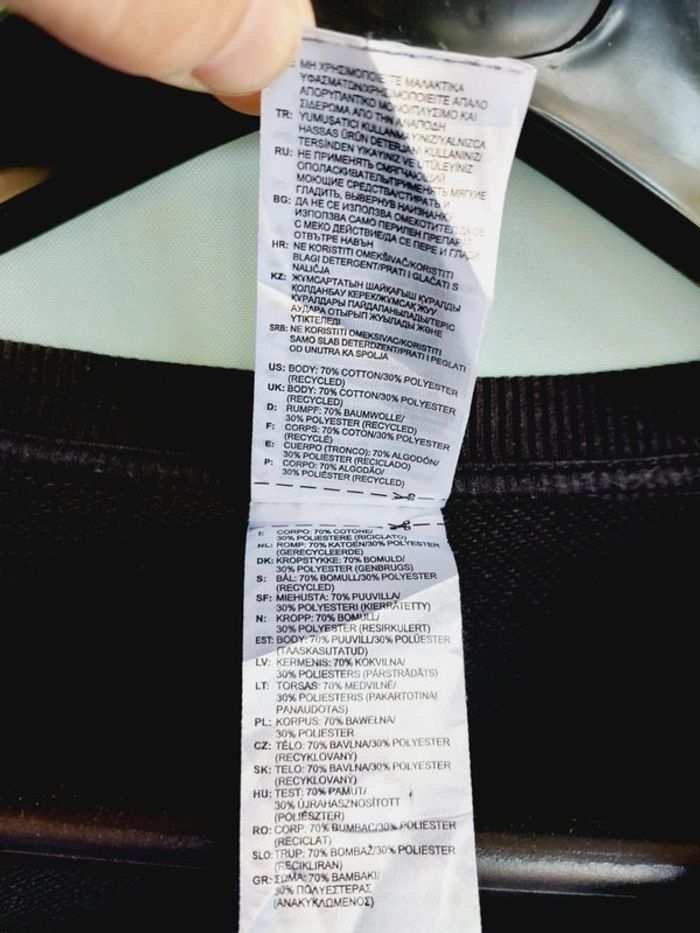 ΜΗ ΧΡΗΣΙΜΟΠΟΙΕΙΤΕ ΜΑΛΑΚΤΙΚΑ
ΥΦΑΣΜΑΤΩΝ/ΧΡΗΣΙΜΟΠΟΙΕΙΤΕ ΑΠΑΛΟ
ΑΠΟΡΥΠΑΝΤΙΚΟ ΜΟΝΟ/ΠΛΥΣΙΜΟ ΚΑΙ
ΣΙΔΕΡΩΜΑ ΑΠΟ ΤΗΝ ΑΝΑΠΟΔΗ
TR: YUMUŞATICI KULLANMAYINIZ/YALNIZCA
HASSAS ÜRÜN DETERJANI KULLANINIZ/
TERSİNDEN YIKAYINIZ VE ÜTÜLEYİNİZ
RU: НЕ ПРИМЕНЯТЬ СМЯГЧАЮЩИЙ
ОПОЛАСКИВАТЕЛЬ/ПРИМЕНЯТЬ МЯГКИЕ
МОЮЩИЕ СРЕДСТВА/СТИРАТЬ И
ГЛАДИТЬ, ВЫВЕРНУВ НАИЗНАНКУ
BG: ДА НЕ СЕ ИЗПОЛЗВА ОМЕКОТИТЕЛ/ДА СЕ
ИЗПОЛЗВА САМО ПЕРИЛЕН ПРЕПАРАТ
С МЕКО ДЕЙСТВИЕ/ДА СЕ ПЕРЕ И ГЛАДИ
ОТВЪТРЕ НАВЪН
HR: NE KORISTITI OMEKŠIVAČ/KORISTITI
BLAGI DETERGENT/PRATI I GLAČATI S
NALIČJA
KZ: ЖҰМСАРТАТЫН ШАЙҚАҒЫШ ҚҰРАЛДЫ
ҚОЛДАНБАУ КЕРЕК/ЖҰМСАҚ ЖУУ
ҚҰРАЛДАРЫ ПАЙДАЛАНЫЛАДЫ/ТЕРІС
АУДАРА ОТЫРЫП ЖУЫЛАДЫ ЖӘНЕ
ҮТІКТЕЛЕДІ
SRB: NE KORISTITI OMEKSIVAC/KORISTITI
SAMO SLAB DETERDZENT/PRATI I PEGLATI
OD UNUTRA KA SPOLJA
US: BODY: 70% COTTON/30% POLYESTER
(RECYCLED)
UK: BODY: 70% COTTON/30% POLYESTER
(RECYCLED)
D: RUMPF: 70% BAUMWOLLE/
30% POLYESTER (RECYCLED)
F: CORPS: 70% COTON/30% POLYESTER
(RECYCLÉ)
E: CUERPO (TRONCO): 70% ALGODÓN/
30% POLIÉSTER (RECICLADO)
P: CORPO: 70% ALGODÃO/
30% POLIÉSTER (RECYCLED)
I: CORPO: 70% COTONE/
30% POLIESTERE (RICICLATO)
NL: ROMP: 70% KATOEN/30% POLYESTER
(GERECYCLEERDE)
DK: KROPSTYKKE: 70% BOMULD/
30% POLYESTER (GENBRUGS)
S: BÅL: 70% BOMULL/30% POLYESTER
(RECYCLED)
SF: MIEHUSTA: 70% PUUVILLA/
30% POLYESTERI (KIERRÄTETTY)
N: KROPP: 70% BOMULL/
30% POLYESTER (RESIRKULERT)
EST: BODY: 70% PUUVILL/30% POLÜESTER
(TAASKASUTATUD)
LV: ĶERMENIS: 70% KOKVILNA/
30% POLIESTERS (PĀRSTRĀDĀTS)
LT: TORSAS: 70% MEDVILNĖ/
30% POLIESTERIS (PAKARTOTINAI
PANAUDOTAS)
PL: KORPUS: 70% BAWEŁNA/
30% POLIESTER
CZ: TĚLO: 70% BAVLNA/30% POLYESTER
(RECYKLOVANÝ)
SK: TELO: 70% BAVLNA/30% POLYESTER
(RECYKLOVANÝ)
HU: TEST: 70% PAMUT/
30% ÚJRAHASZNOSÍTOTT
(POLIÉSZTER)
RO: CORP: 70% BUMBAC/30% POLIESTER
(RECICLAT)
SLO: TRUP: 70% BOMBAŽ/30% POLIESTER
(RECIKLIRAN)
GR: ΣΩΜΑ: 70% ΒΑΜΒΑΚΙ/
30% ΠΟΛΥΕΣΤΕΡΑΣ
(ΑΝΑΚΥΚΛΩΜΕΝΟΣ)